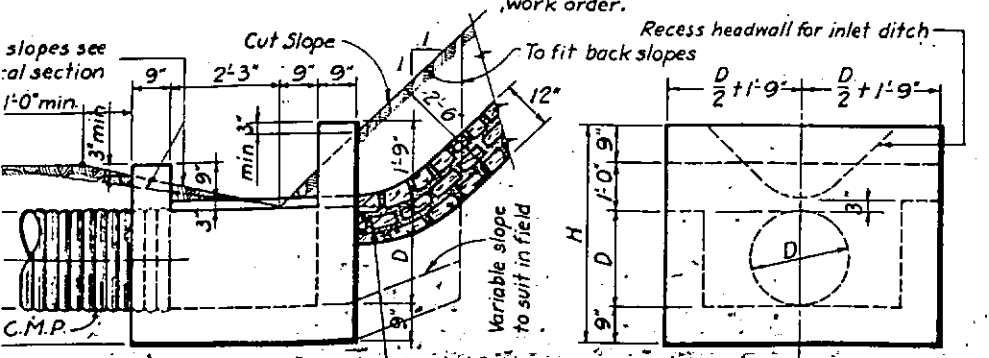 work order.
slopes see
al section
Cut Slope
To fit back slopes
Recess headwall for inlet ditch
9" 2'-3" 9" 9"
1'-0" min.
3" min
9"
3"
min 3"
1'-9"
1
1
2'-6"
12"
D
9"
Variable slope
to suit in field
C.M.P.
D/2 + 1'-9" D/2 + 1'-9"
9"
1'-0"
H
D
9"
3"
D